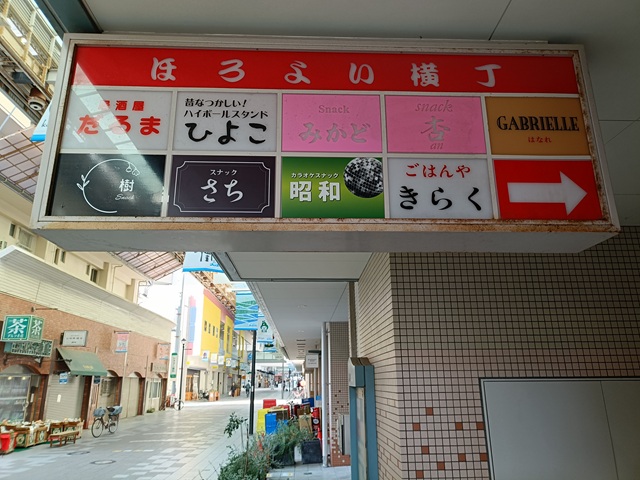 ほろよい横丁
居酒屋
たるま
昔なつかしい!
ハイボールスタンド
ひよこ
Snack
みかど
snack
杏
an
GABRIELLE
はなれ
樹
Snack
スナック
さち
カラオケスナック
昭和
ごはんや
きらく
茶
茶